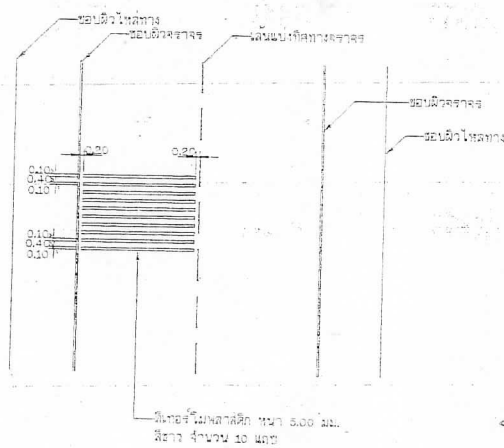 ขอบผิวไหล่ทาง
ขอบผิวจราจร
เส้นแบ่งทิศทางจราจร
ขอบผิวจราจร
ขอบผิวไหล่ทาง
0.20
0.20
0.10
0.40
0.10
0.10
0.40
0.10
สีเทอร์โมพลาสติก หนา 5.00 มม.
สีขาว จำนวน 10 แถบ